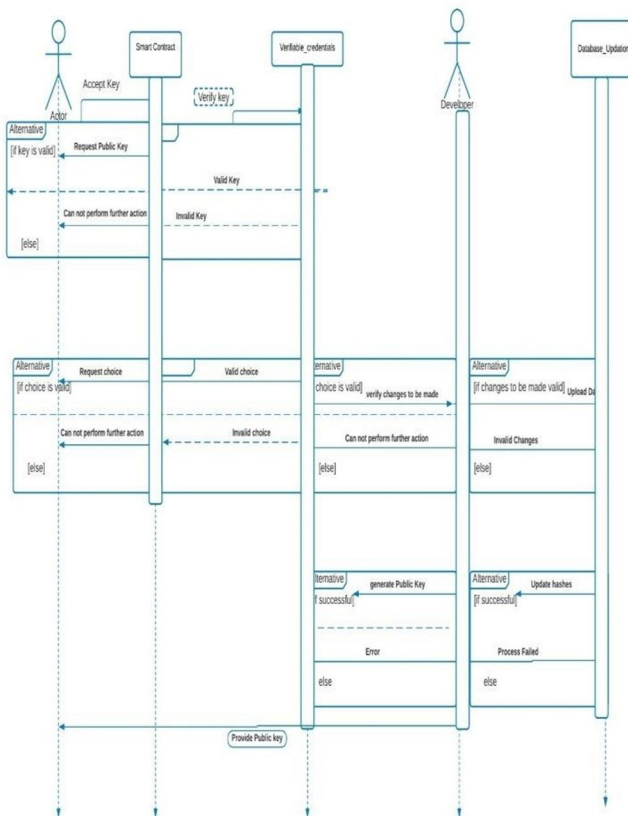 Smart Contract
Verifiable_credentials
Database_Updation
Actor
Developer
Accept Key
Verify key
Alternative
[if key is valid]
Request Public Key
Valid Key
Can not perform further action
Invalid Key
[else]
Alternative
Request choice
Valid choice
[if choice is valid]
choice is valid]
verify changes to be made
Alternative
[if changes to be made valid]
Upload Da
Can not perform further action
Invalid choice
Can not perform further action
Invalid Changes
[else]
[else]
[else]
lternative
generate Public Key
Alternative
Update hashes
f successful]
[if successful]
Error
Process Failed
else
else
Provide Public key